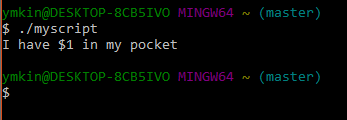 ymkin@DESKTOP-8CB5IVO MINGW64 ~ (master)
$ ./myscript
I have $1 in my pocket
ymkin@DESKTOP-8CB5IVO MINGW64 ~ (master)
$